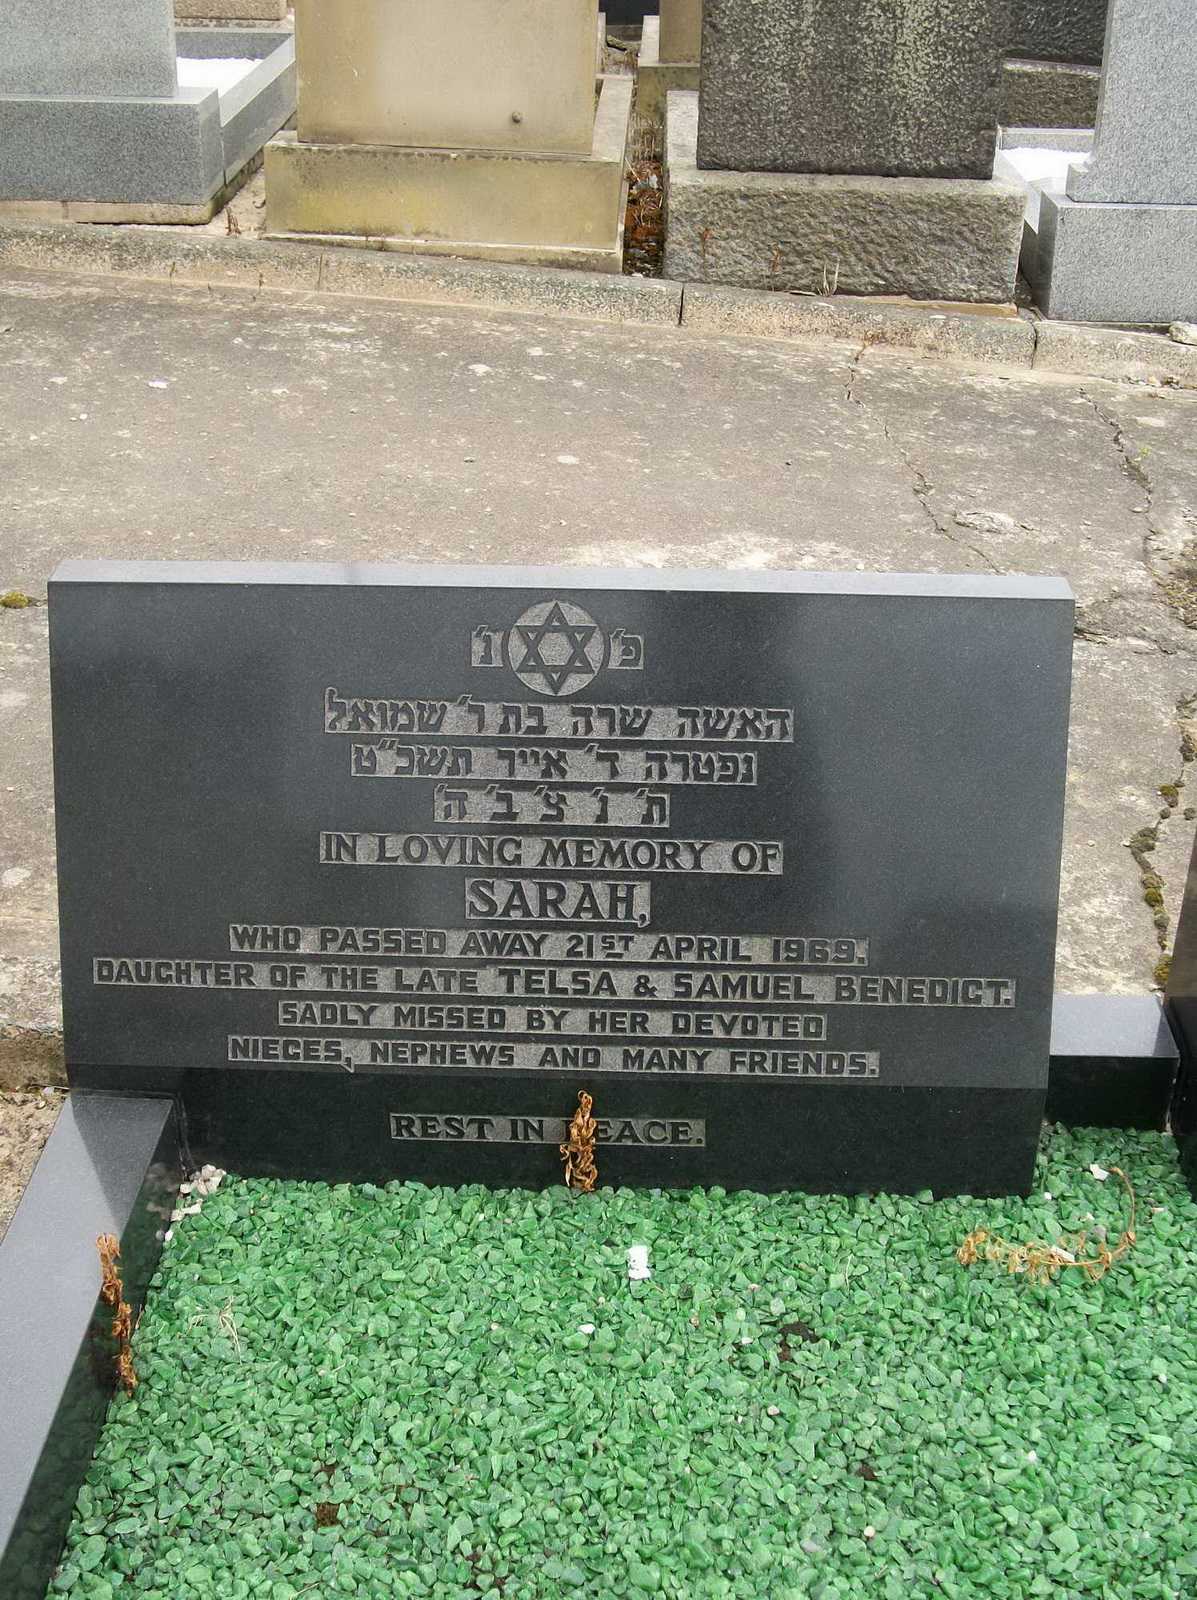 פ' נ'
האשה שרה בת ר' שמואל
נפטרה ד' אייר תשכ"ט
ת' נ' צ' ב' ה'
IN LOVING MEMORY OF
SARAH,
WHO PASSED AWAY 21ST APRIL 1969.
DAUGHTER OF THE LATE TELSA & SAMUEL BENEDICT.
SADLY MISSED BY HER DEVOTED
NIECES, NEPHEWS AND MANY FRIENDS.
REST IN PEACE.